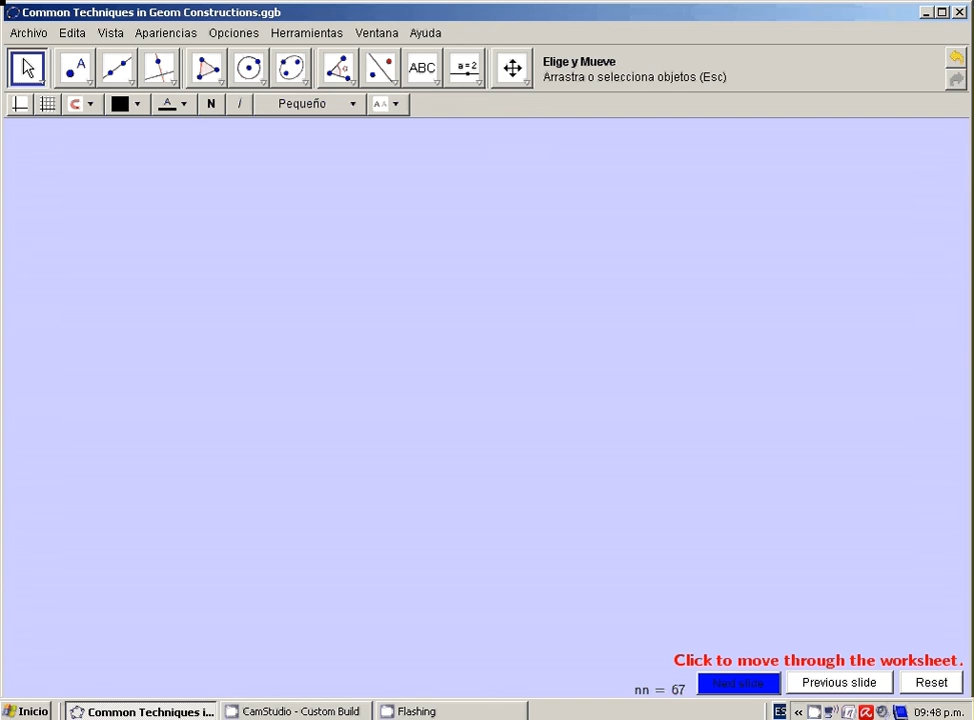 Common Techniques in Geom Constructions.ggb
Archivo Edita Vista Apariencias Opciones Herramientas Ventana Ayuda
A α ABC a=2 Elige y Mueve
Arrastra o selecciona objetos (Esc)
A N I Pequeño A A
Click to move through the worksheet.
nn = 67 Next slide Previous slide Reset
Inicio Common Techniques i... CamStudio - Custom Build Flashing ES « 09:48 p.m.